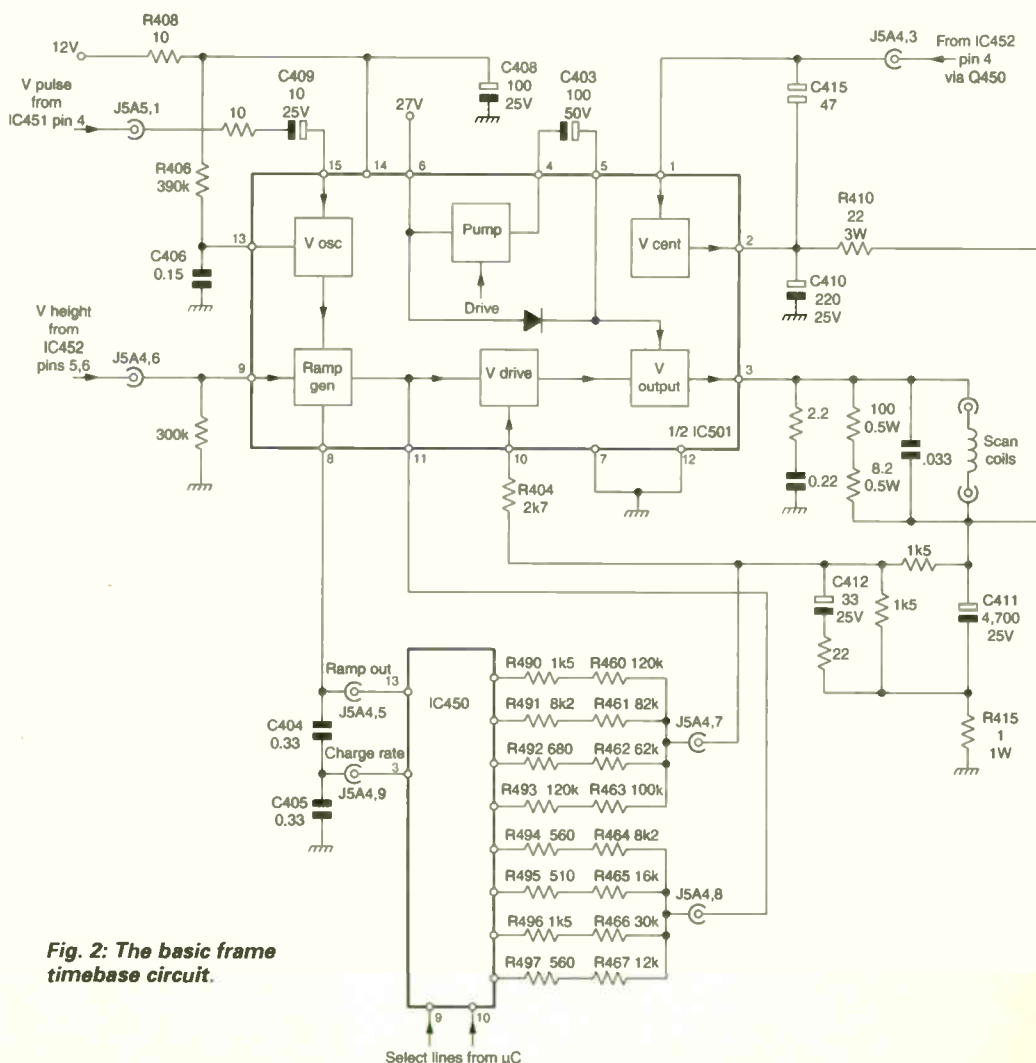 R408
10
12V
V pulse
from
IC451 pin 4
J5A5,1
10
C409
10
25V
C408
100
25V
27V
C403
100
50V
J5A4,3
From IC452
pin 4
via Q450
C415
47
R406
390k
15
14
6
4
5
1
13
V osc
Pump
V cent
2
R410
22
3W
C406
0.15
Drive
C410
220
25V
V height
from
IC452
pins 5,6
J5A4,6
9
Ramp
gen
V drive
V
output
3
300k
1/2 IC501
8
11
10
7
12
2.2
0.22
100
0.5W
8.2
0.5W
.033
Scan
coils
R404
2k7
1k5
C412
33
25V
1k5
22
C411
4,700
25V
R415
1
1W
Ramp out
13
J5A4,5
IC450
C404
0.33
Charge rate
3
J5A4,9
C405
0.33
R490 1k5 R460 120k
R491 8k2 R461 82k
R492 680 R462 62k
R493 120k R463 100k
R494 560 R464 8k2
R495 510 R465 16k
R496 1k5 R466 30k
R497 560 R467 12k
J5A4,7
J5A4,8
9
10
Select lines from µC
Fig. 2: The basic frame
timebase circuit.